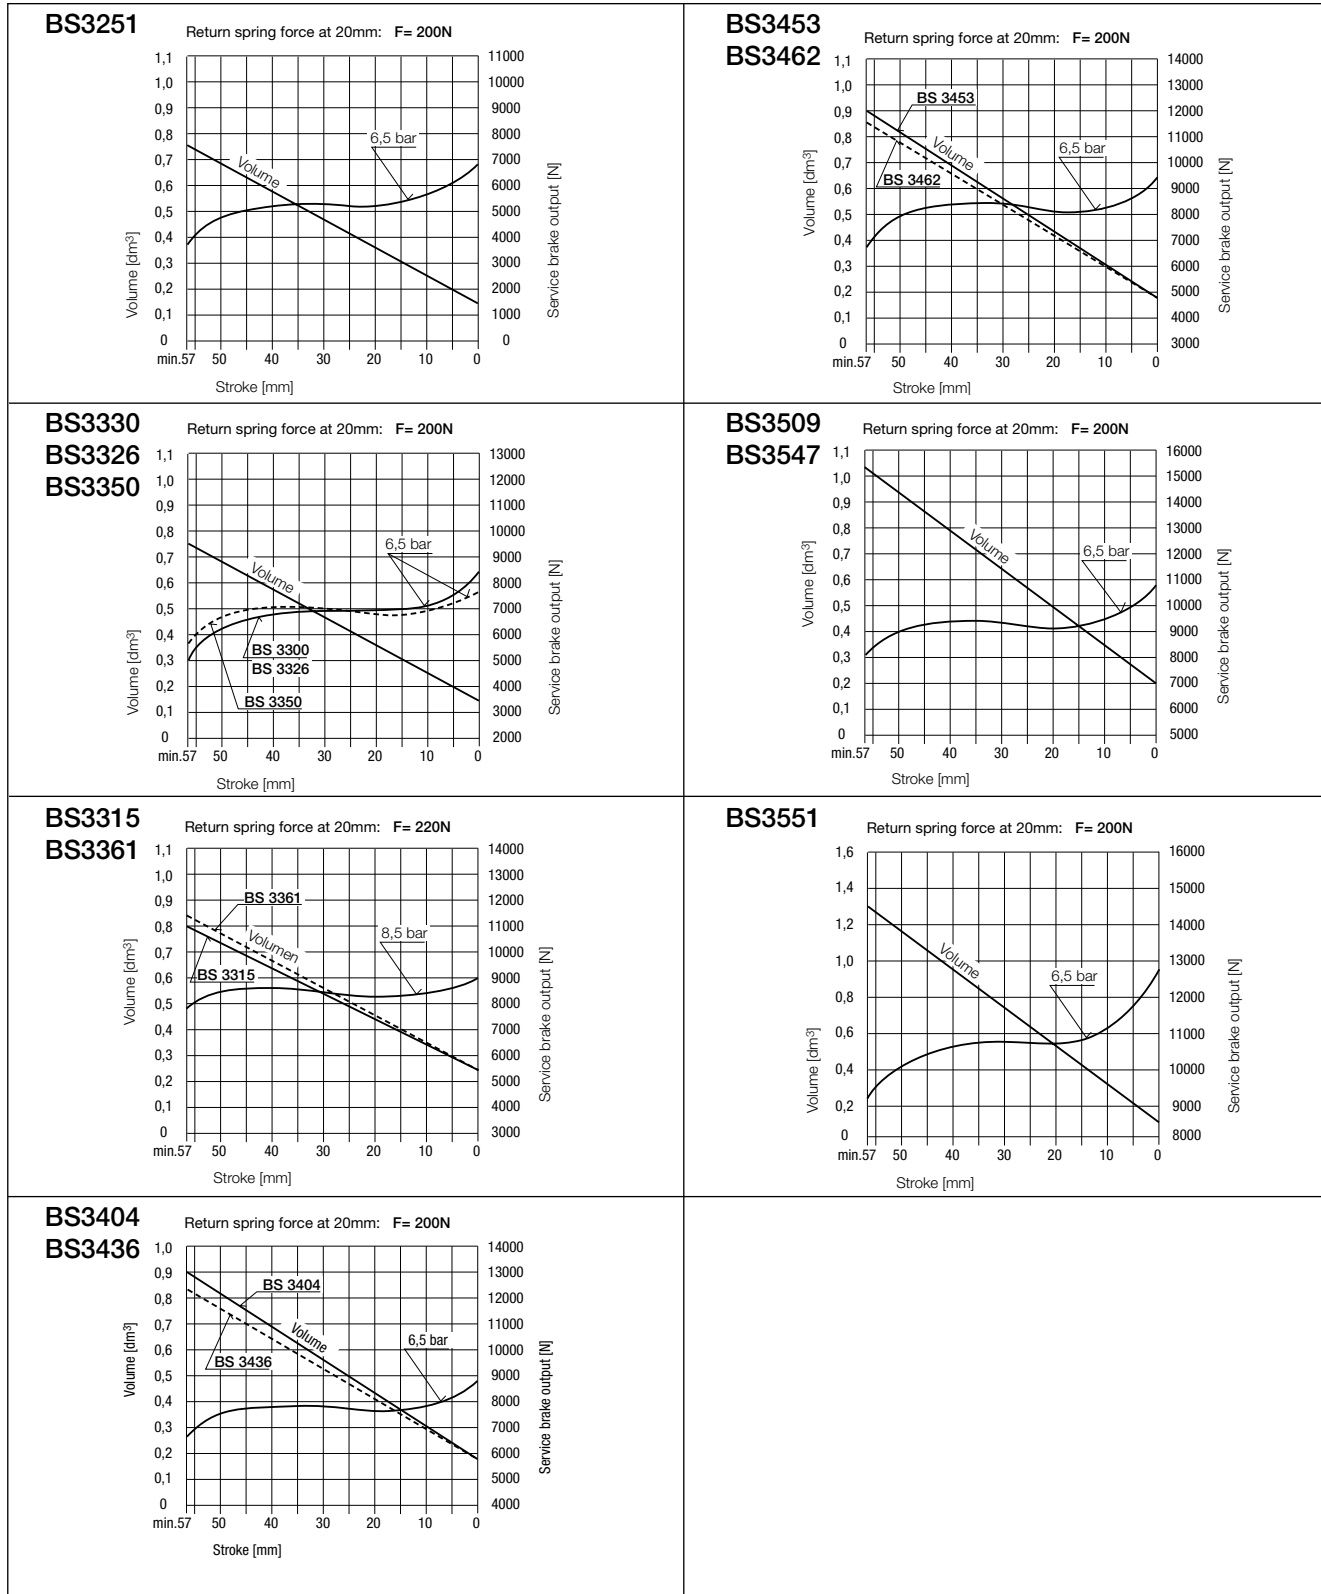 BS3251
Return spring force at 20mm: F= 200N
1,1
1,0
0,9
0,8
0,7
0,6
0,5
0,4
0,3
0,2
0,1
0
Volume [dm³]
11000
10000
9000
8000
7000
6000
5000
4000
3000
2000
1000
0
Service brake output [N]
6,5 bar
Volume
min.57 50 40 30 20 10 0
Stroke [mm]
BS3453
BS3462
Return spring force at 20mm: F= 200N
1,1
1,0
0,9
0,8
0,7
0,6
0,5
0,4
0,3
0,2
0,1
0
Volume [dm³]
14000
13000
12000
11000
10000
9000
8000
7000
6000
5000
4000
3000
Service brake output [N]
BS 3453
Volume
6,5 bar
BS 3462
min.57 50 40 30 20 10 0
Stroke [mm]
BS3330
BS3326
BS3350
Return spring force at 20mm: F= 200N
1,1
1,0
0,9
0,8
0,7
0,6
0,5
0,4
0,3
0,2
0,1
0
Volume [dm³]
13000
12000
11000
10000
9000
8000
7000
6000
5000
4000
3000
2000
Service brake output [N]
6,5 bar
Volume
BS 3300
BS 3326
BS 3350
min.57 50 40 30 20 10 0
Stroke [mm]
BS3509
BS3547
Return spring force at 20mm: F= 200N
1,1
1,0
0,9
0,8
0,7
0,6
0,5
0,4
0,3
0,2
0,1
0
Volume [dm³]
16000
15000
14000
13000
12000
11000
10000
9000
8000
7000
6000
5000
Service brake output [N]
Volume
6,5 bar
min.57 50 40 30 20 10 0
Stroke [mm]
BS3315
BS3361
Return spring force at 20mm: F= 220N
1,1
1,0
0,9
0,8
0,7
0,6
0,5
0,4
0,3
0,2
0,1
0
Volume [dm³]
14000
13000
12000
11000
10000
9000
8000
7000
6000
5000
4000
3000
Service brake output [N]
BS 3361
Volumen
8,5 bar
BS 3315
min.57 50 40 30 20 10 0
Stroke [mm]
BS3551
Return spring force at 20mm: F= 200N
1,6
1,4
1,2
1,0
0,8
0,6
0,4
0,2
0
Volume [dm³]
16000
15000
14000
13000
12000
11000
10000
9000
8000
Service brake output [N]
Volume
6,5 bar
min.57 50 40 30 20 10 0
Stroke [mm]
BS3404
BS3436
Return spring force at 20mm: F= 200N
1,0
0,9
0,8
0,7
0,6
0,5
0,4
0,3
0,2
0,1
0
Volume [dm³]
14000
13000
12000
11000
10000
9000
8000
7000
6000
5000
4000
Service brake output [N]
BS 3404
Volume
6,5 bar
BS 3436
min.57 50 40 30 20 10 0
Stroke [mm]